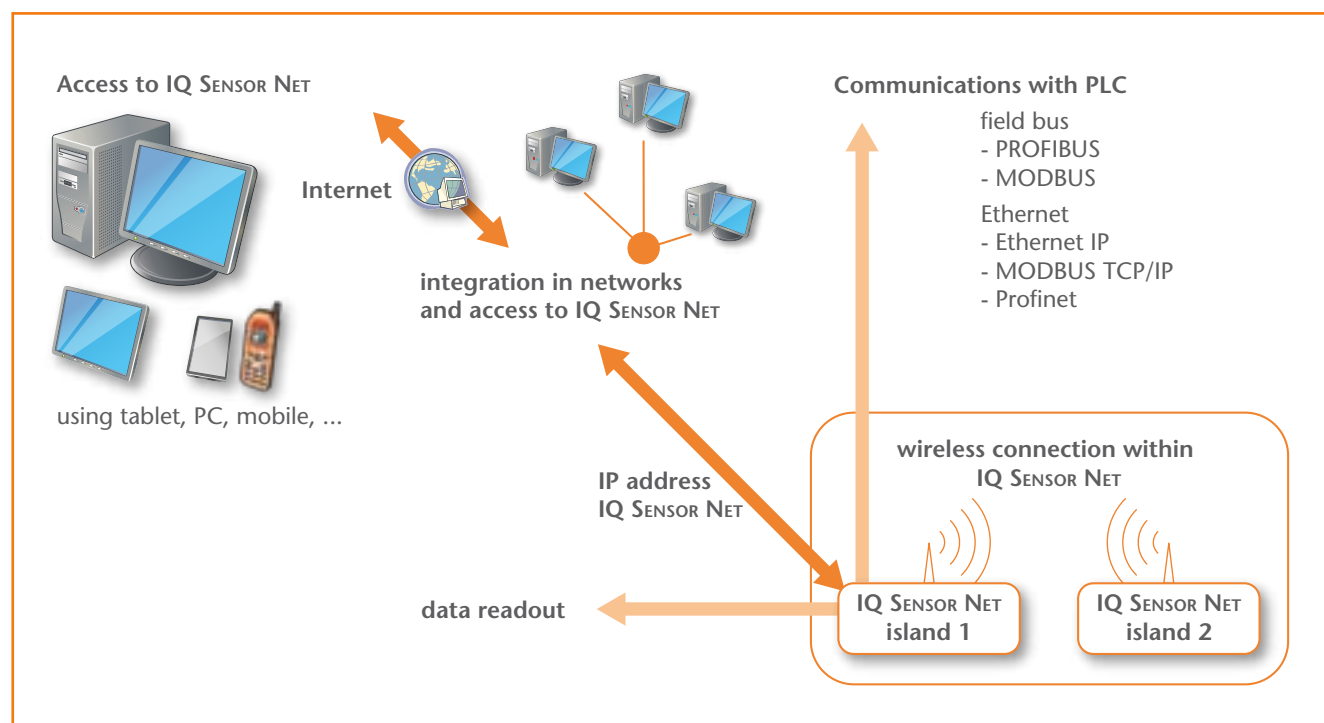 Access to IQ SENSOR NET
Internet
using tablet, PC, mobile, ...
integration in networks
and access to IQ SENSOR NET
Communications with PLC
field bus
- PROFIBUS
- MODBUS
Ethernet
- Ethernet IP
- MODBUS TCP/IP
- Profinet
IP address
IQ SENSOR NET
data readout
wireless connection within
IQ SENSOR NET
IQ SENSOR NET
island 1
IQ SENSOR NET
island 2